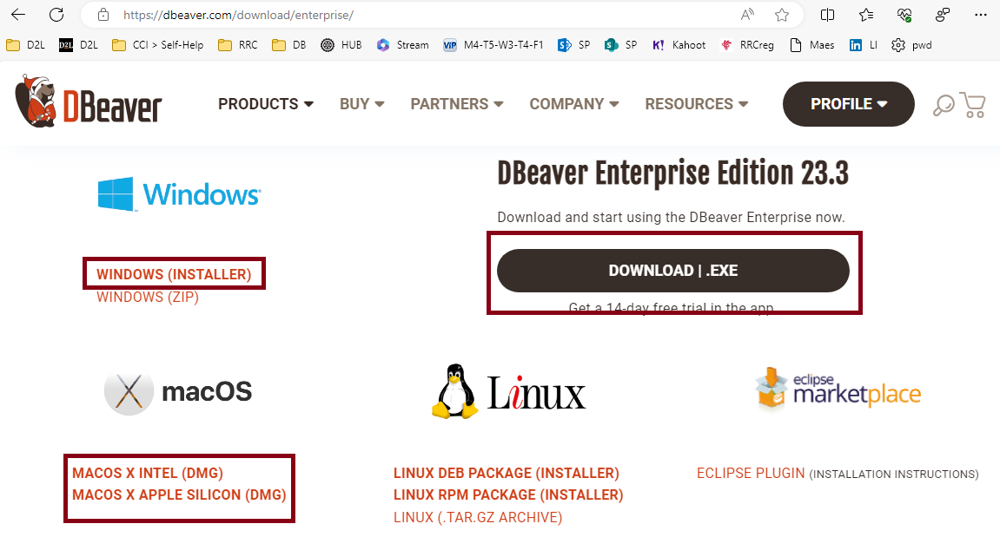 https://dbeaver.com/download/enterprise/
D2L D2L CCI > Self-Help RRC DB HUB Stream VIP M4-T5-W3-T4-F1 SP SP K! Kahoot RRCreg Maes in LI pwd
DBeaver PRODUCTS BUY PARTNERS COMPANY RESOURCES PROFILE
Windows
DBeaver Enterprise Edition 23.3
Download and start using the DBeaver Enterprise now.
WINDOWS (INSTALLER)
WINDOWS (ZIP)
DOWNLOAD | .EXE
Get a 14-day free trial in the app
macOS
Linux
eclipse
marketplace
MACOS X INTEL (DMG)
MACOS X APPLE SILICON (DMG)
LINUX DEB PACKAGE (INSTALLER)
LINUX RPM PACKAGE (INSTALLER)
LINUX (.TAR.GZ ARCHIVE)
ECLIPSE PLUGIN (INSTALLATION INSTRUCTIONS)